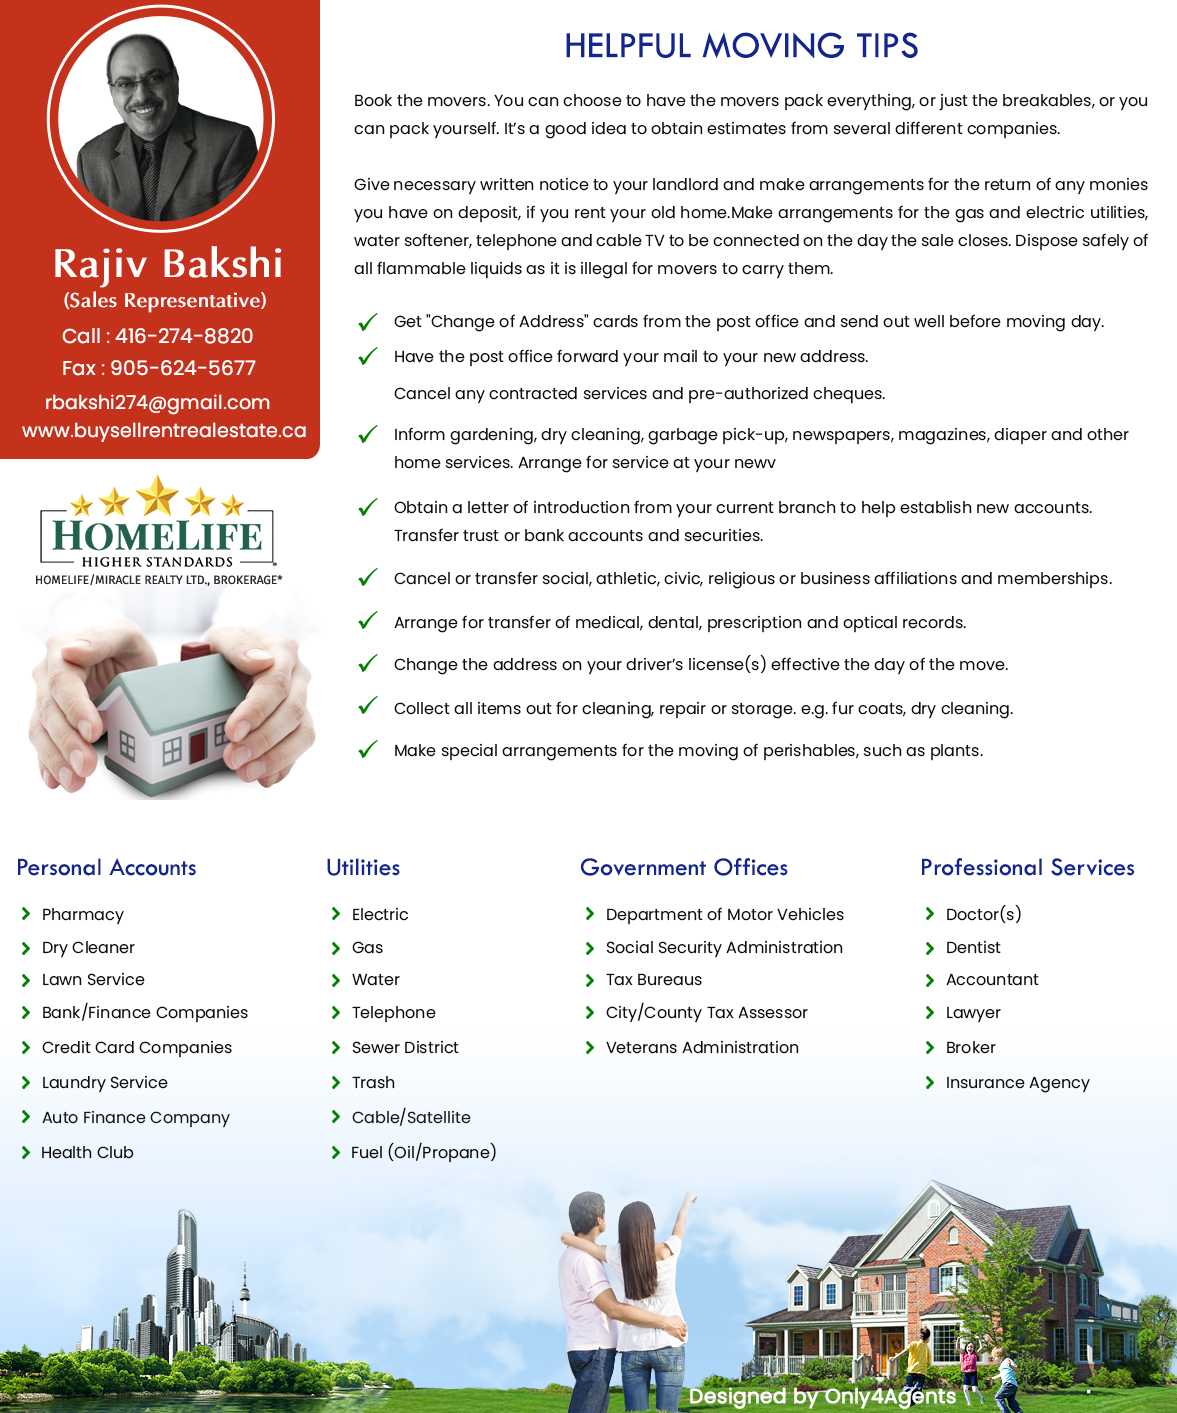 Rajiv Bakshi
(Sales Representative)
Call : 416-274-8820
Fax : 905-624-5677
rbakshi274@gmail.com
www.buysellrentrealestate.ca
HOMELIFE
HIGHER STANDARDS
HOMELIFE/MIRACLE REALTY LTD., BROKERAGE*
HELPFUL MOVING TIPS
Book the movers. You can choose to have the movers pack everything, or just the breakables, or you
can pack yourself. It’s a good idea to obtain estimates from several different companies.
Give necessary written notice to your landlord and make arrangements for the return of any monies
you have on deposit, if you rent your old home.Make arrangements for the gas and electric utilities,
water softener, telephone and cable TV to be connected on the day the sale closes. Dispose safely of
all flammable liquids as it is illegal for movers to carry them.
Get "Change of Address" cards from the post office and send out well before moving day.
Have the post office forward your mail to your new address.
Cancel any contracted services and pre-authorized cheques.
Inform gardening, dry cleaning, garbage pick-up, newspapers, magazines, diaper and other
home services. Arrange for service at your newv
Obtain a letter of introduction from your current branch to help establish new accounts.
Transfer trust or bank accounts and securities.
Cancel or transfer social, athletic, civic, religious or business affiliations and memberships.
Arrange for transfer of medical, dental, prescription and optical records.
Change the address on your driver’s license(s) effective the day of the move.
Collect all items out for cleaning, repair or storage. e.g. fur coats, dry cleaning.
Make special arrangements for the moving of perishables, such as plants.
Personal Accounts
Pharmacy
Dry Cleaner
Lawn Service
Bank/Finance Companies
Credit Card Companies
Laundry Service
Auto Finance Company
Health Club
Utilities
Electric
Gas
Water
Telephone
Sewer District
Trash
Cable/Satellite
Fuel (Oil/Propane)
Government Offices
Department of Motor Vehicles
Social Security Administration
Tax Bureaus
City/County Tax Assessor
Veterans Administration
Professional Services
Doctor(s)
Dentist
Accountant
Lawyer
Broker
Insurance Agency
Designed by Only4Agents